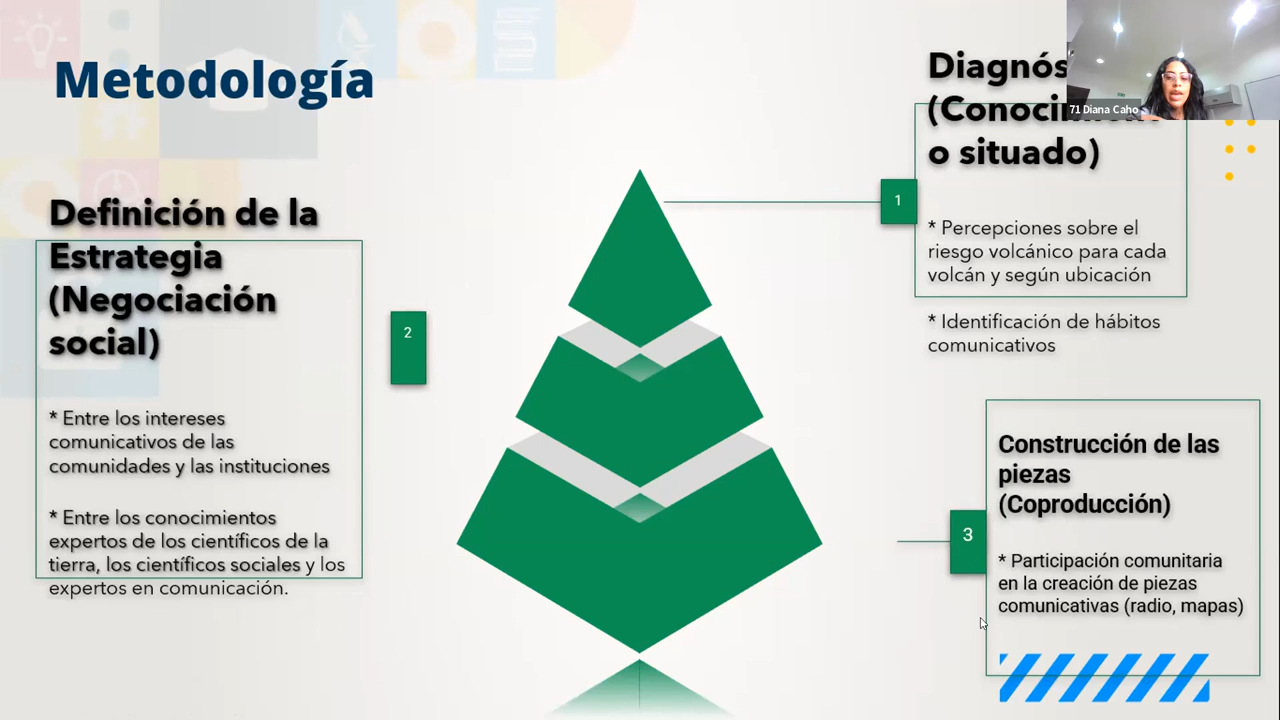 Metodología
Definición de la
Estrategia
(Negociación
social)
* Entre los intereses
comunicativos de las
comunidades y las instituciones
* Entre los conocimientos
expertos de los científicos de la
tierra, los científicos sociales y los
expertos en comunicación.
2
1
(Conocimient
o situado)
* Percepciones sobre el
riesgo volcánico para cada
volcán y según ubicación
* Identificación de hábitos
comunicativos
71 Diana Caho
3
Construcción de las
piezas
(Coproducción)
* Participación comunitaria
en la creación de piezas
comunicativas (radio, mapas)